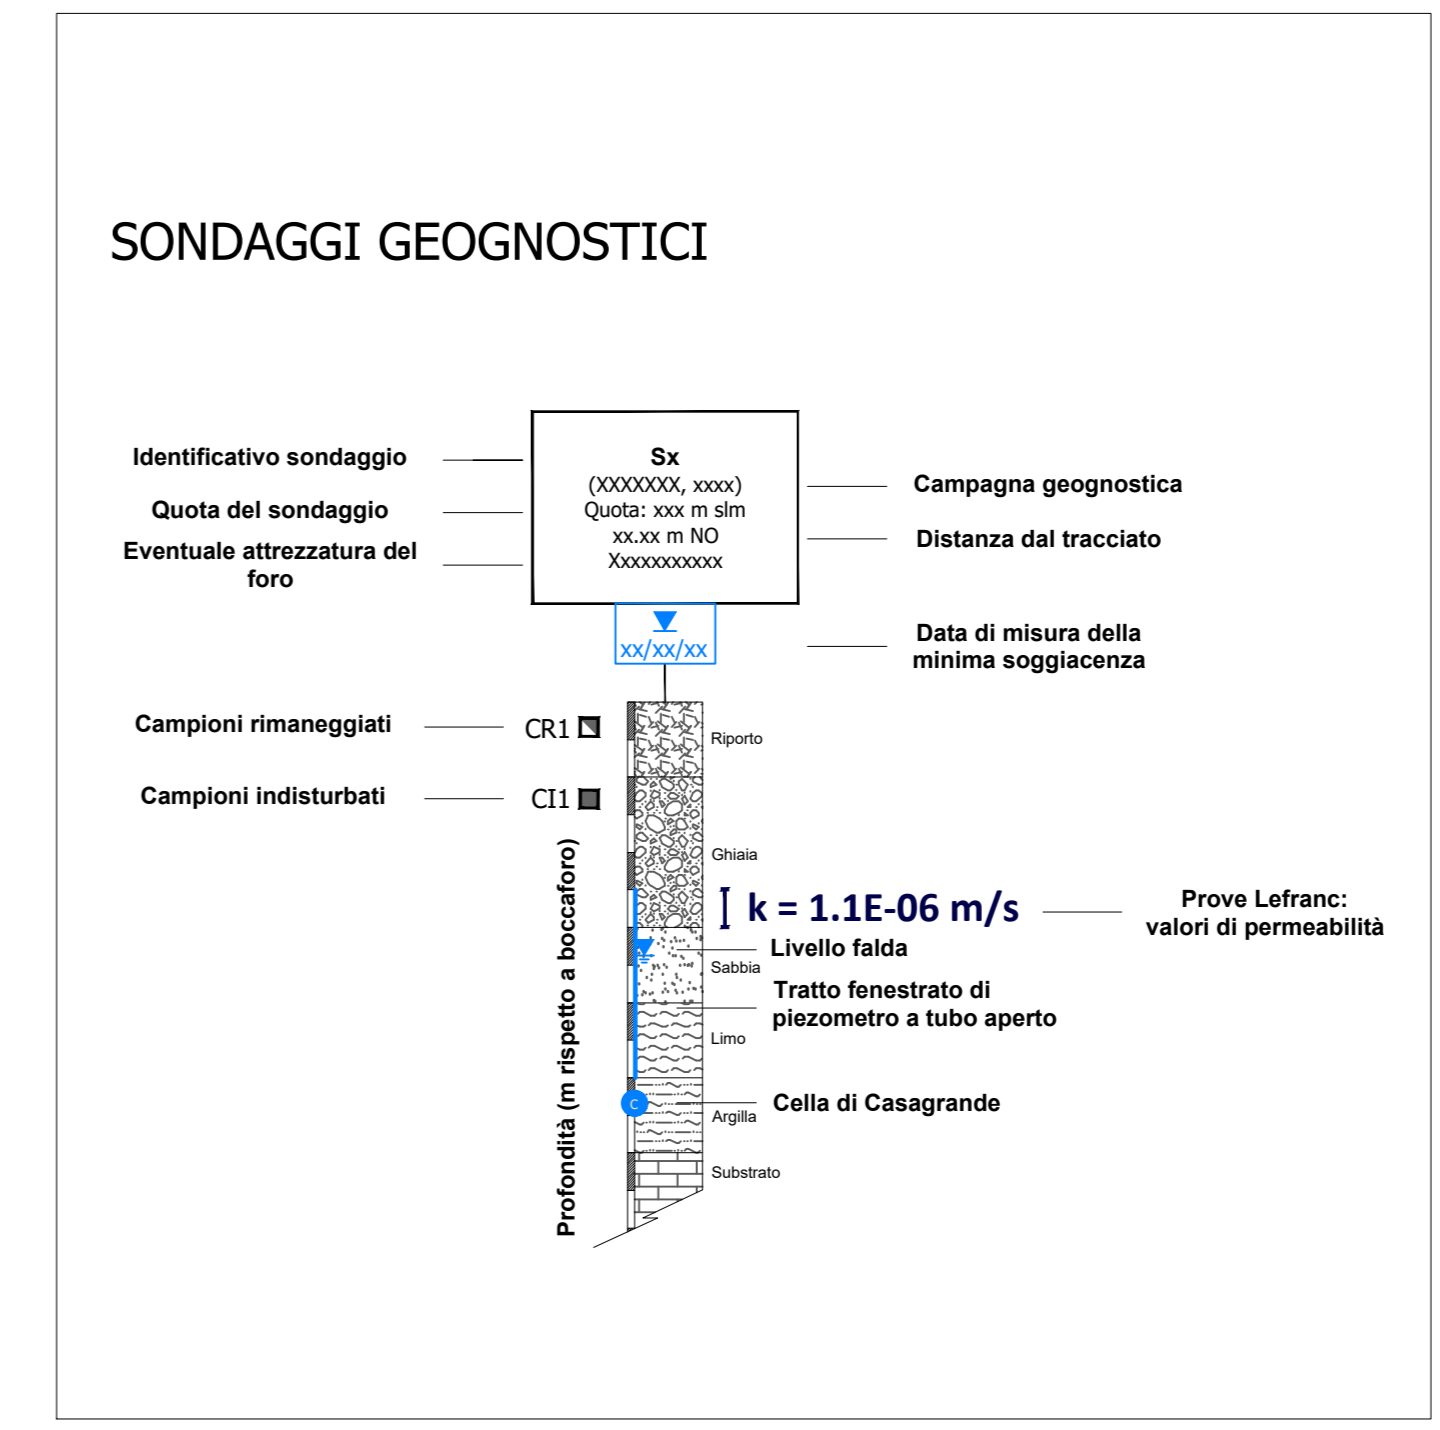 SONDAGGI GEOGNOSTICI
Identificativo sondaggio
Quota del sondaggio
Eventuale attrezzatura del
foro
Sx
(XXXXXXX, xxxx)
Quota: xxx m slm
xx.xx m NO
Xxxxxxxxxxx
Campagna geognostica
Distanza dal tracciato
xx/xx/xx
Data di misura della
minima soggiacenza
Campioni rimaneggiati
CR1
Riporto
Campioni indisturbati
CI1
Ghiaia
Profondità (m rispetto a boccaforo)
k = 1.1E-06 m/s
Prove Lefranc:
valori di permeabilità
Livello falda
Sabbia
Tratto fenestrato di
piezometro a tubo aperto
Limo
C
Cella di Casagrande
Argilla
Substrato